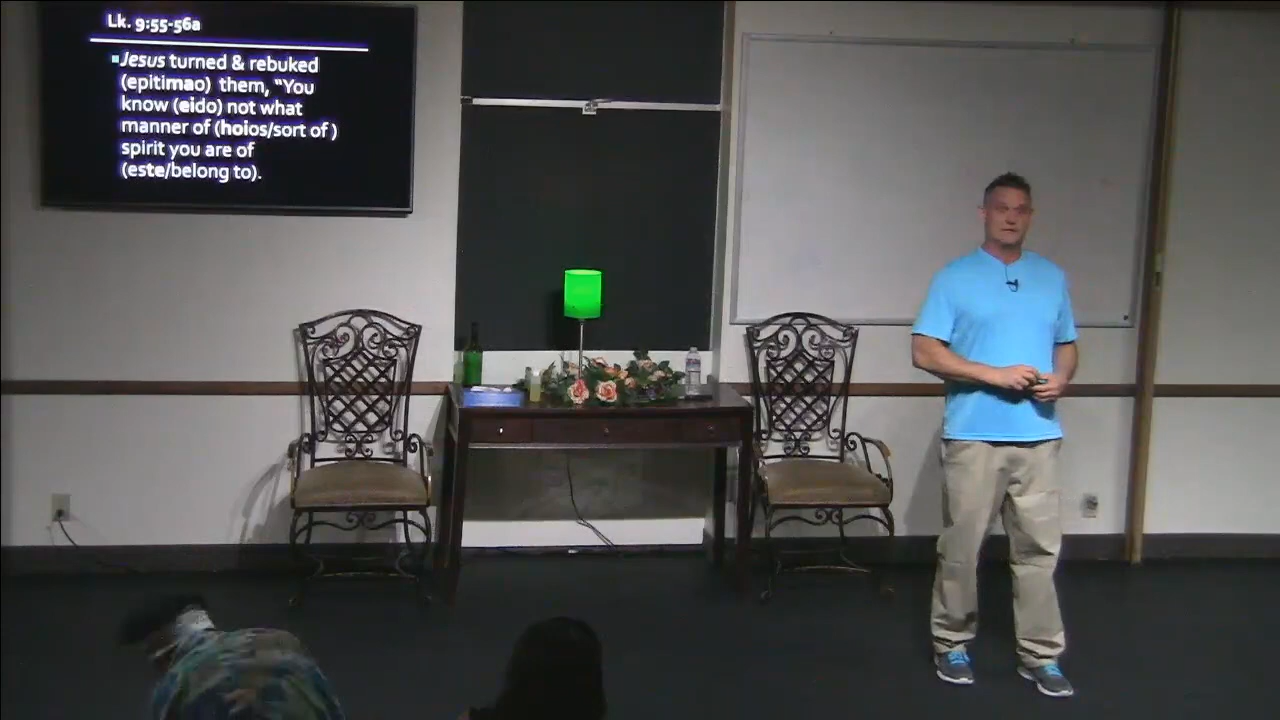 Lk. 9:55-56a
Jesus turned & rebuked
(epitimao) them, "You
know (eido) not what
manner of (hoios/sort of )
spirit you are of
(este/belong to).